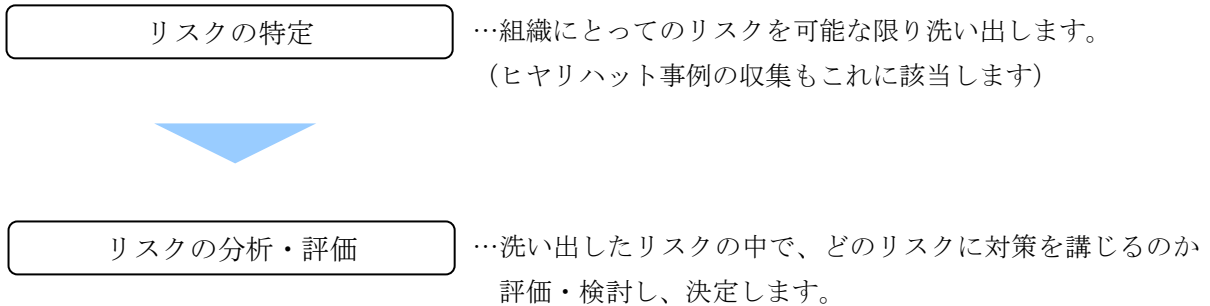 リスクの特定 …組織にとってのリスクを可能な限り洗い出します。
（ヒヤリハット事例の収集もこれに該当します）
リスクの分析・評価 …洗い出したリスクの中で、どのリスクに対策を講じるのか
評価・検討し、決定します。